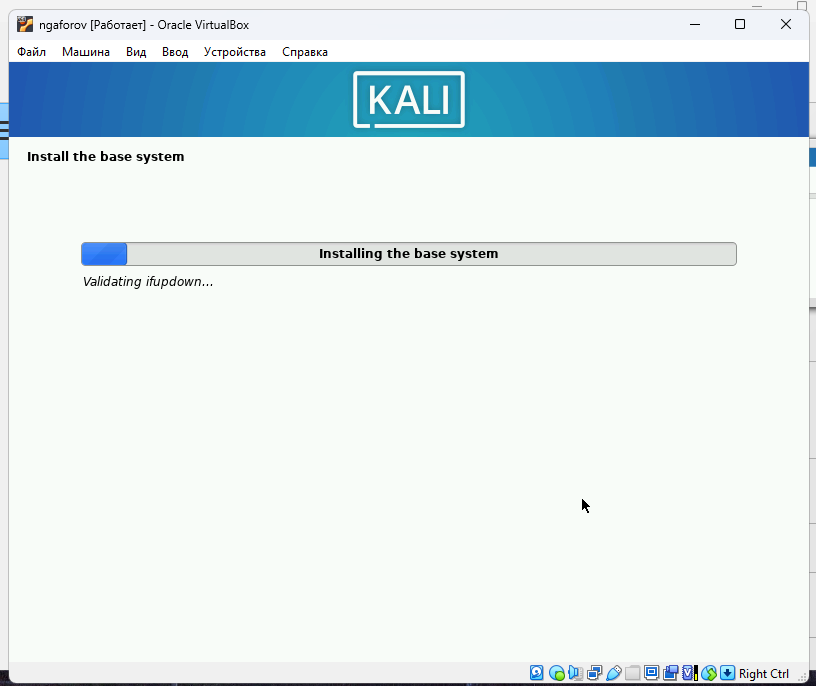 ngaforov [Работает] - Oracle VirtualBox
Файл Машина Вид Ввод Устройства Справка
KALI
Install the base system
Installing the base system
Validating ifupdown...
Right Ctrl